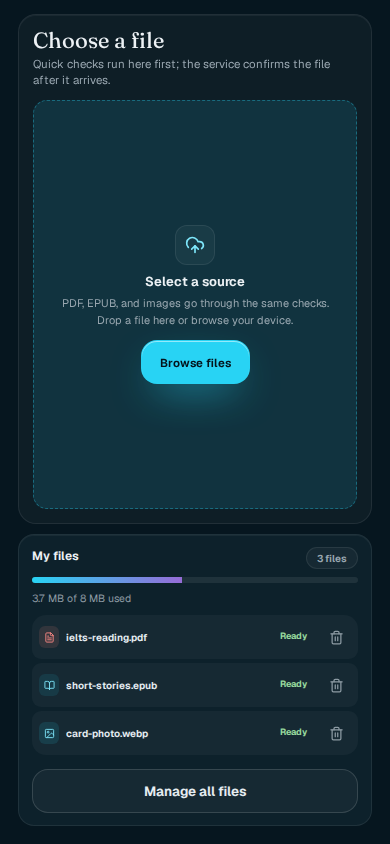 Choose a file
Quick checks run here first; the service confirms the file
after it arrives.
Select a source
PDF, EPUB, and images go through the same checks.
Drop a file here or browse your device.
Browse files
My files
3 files
3.7 MB of 8 MB used
ielts-reading.pdf
Ready
short-stories.epub
Ready
card-photo.webp
Ready
Manage all files